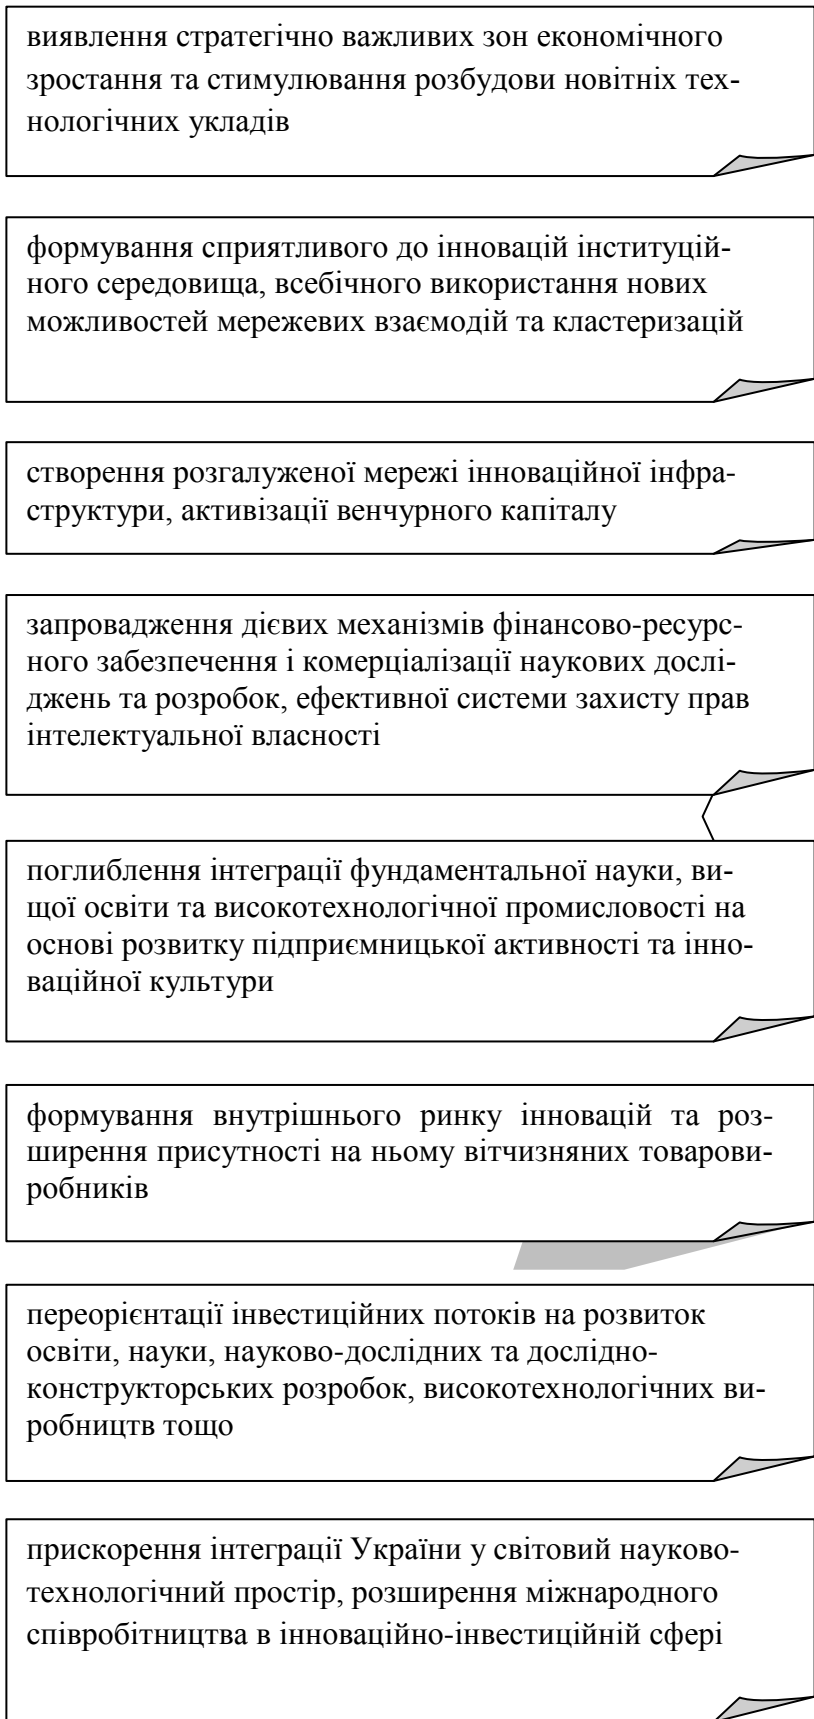 виявлення стратегічно важливих зон економічного
зростання та стимулювання розбудови новітніх тех-
нологічних укладів
формування сприятливого до інновацій інституцій-
ного середовища, всебічного використання нових
можливостей мережевих взаємодій та кластеризацій
створення розгалуженої мережі інноваційної інфра-
структури, активізації венчурного капіталу
запровадження дієвих механізмів фінансово-ресурс-
ного забезпечення і комерціалізації наукових дослі-
джень та розробок, ефективної системи захисту прав
інтелектуальної власності
поглиблення інтеграції фундаментальної науки, ви-
щої освіти та високотехнологічної промисловості на
основі розвитку підприємницької активності та інно-
ваційної культури
формування внутрішнього ринку інновацій та роз-
ширення присутності на ньому вітчизняних товарови-
робників
переорієнтації інвестиційних потоків на розвиток
освіти, науки, науково-дослідних та дослідно-
конструкторських розробок, високотехнологічних ви-
робництв тощо
прискорення інтеграції України у світовий науково-
технологічний простір, розширення міжнародного
співробітництва в інноваційно-інвестиційній сфері